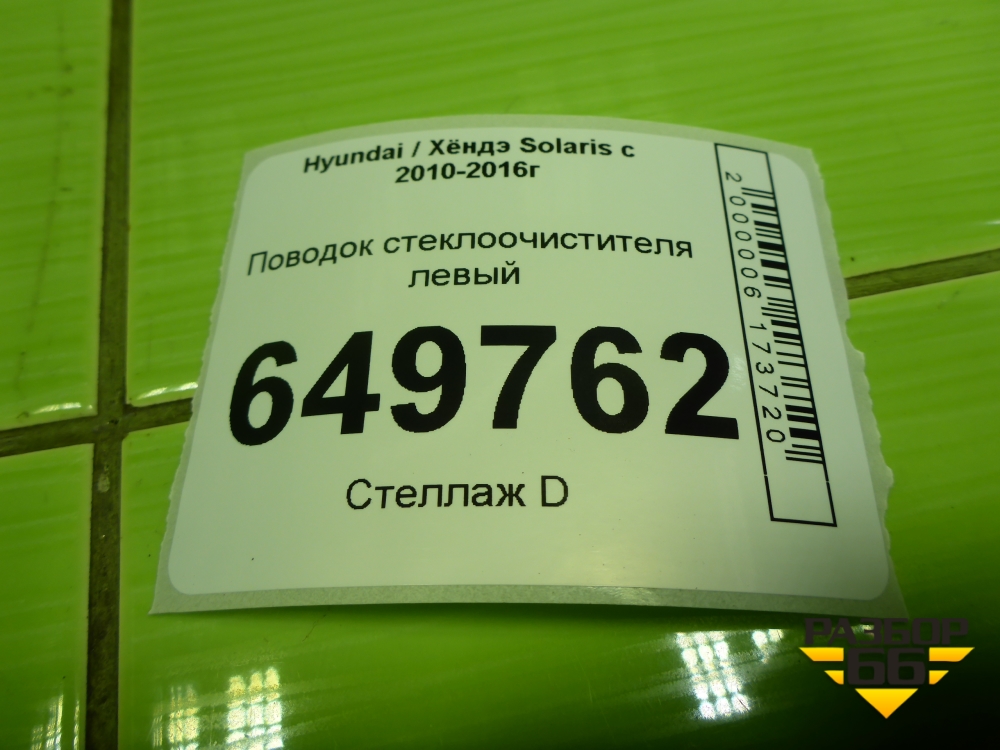 Hyundai / Хёндэ Solaris с
2010-2016г
Поводок стеклоочистителя
левый
649762
Стеллаж D
2000006173720
РАЗБОР
66